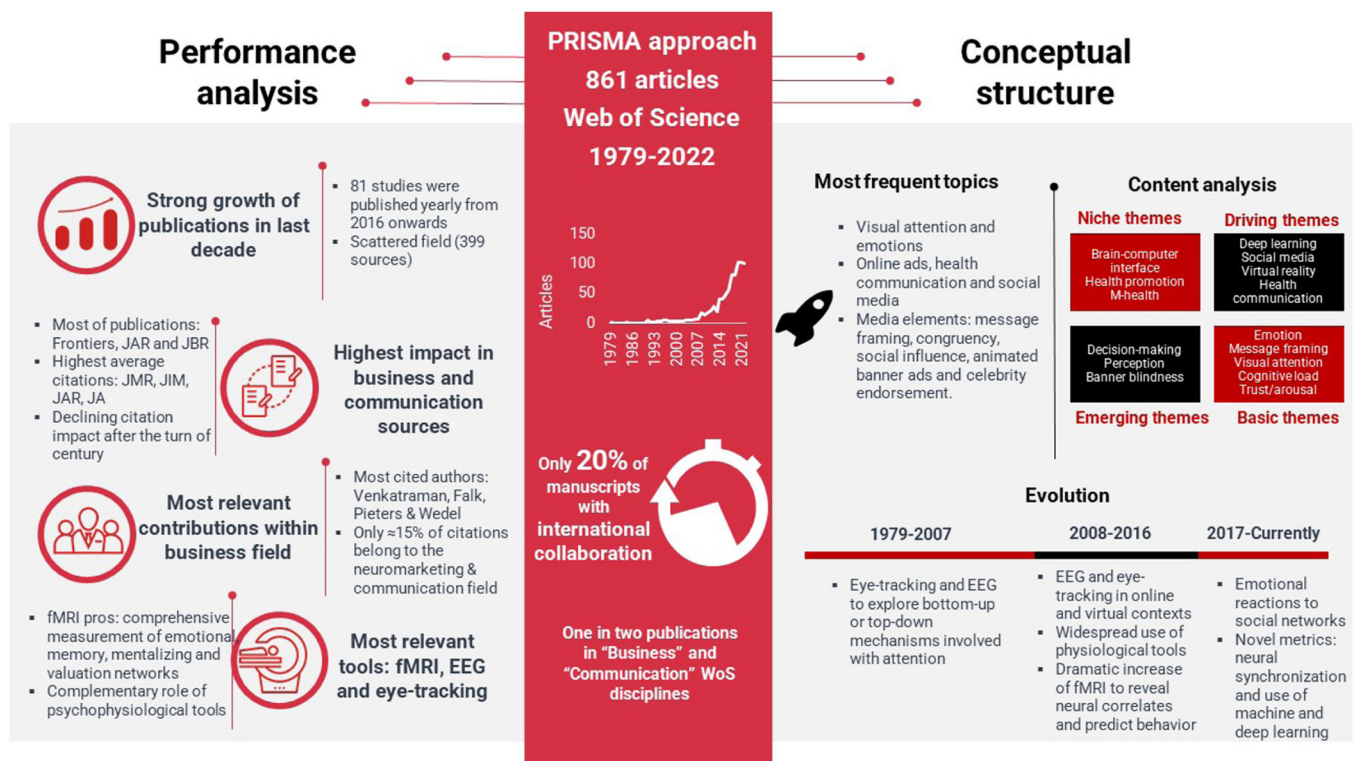 Performance
analysis
Strong growth of
publications in last
decade
▪ 81 studies were
published yearly from
2016 onwards
▪ Scattered field (399
sources)
▪ Most of publications:
Frontiers, JAR and JBR
▪ Highest average
citations: JMR, JIM,
JAR, JA
▪ Declining citation
impact after the turn of
century
Highest impact in
business and
communication
sources
Most relevant
contributions within
business field
▪ Most cited authors:
Venkatraman, Falk,
Pieters & Wedel
▪ Only ≈15% of citations
belong to the
neuromarketing &
communication field
▪ fMRI pros: comprehensive
measurement of emotional,
memory, mentalizing and
valuation networks
▪ Complementary role of
psychophysiological tools
Most relevant
tools: fMRI, EEG
and eye-tracking
PRISMA approach
861 articles
Web of Science
1979-2022
Articles
150
100
50
0
1979
1986
1993
2000
2007
2014
2021
Only 20% of
manuscripts
with
international
collaboration
One in two publications
in “Business” and
“Communication” WoS
disciplines
Conceptual
structure
Most frequent topics
▪ Visual attention and
emotions
▪ Online ads, health
communication and social
media
▪ Media elements: message
framing, congruency,
social influence, animated
banner ads and celebrity
endorsement.
Content analysis
Niche themes
Brain-computer
interface
Health promotion
M-health
Driving themes
Deep learning
Social media
Virtual reality
Health
communication
Decision-making
Perception
Banner blindness
Emerging themes
Emotion
Message framing
Visual attention
Cognitive load
Trust/arousal
Basic themes
Evolution
1979-2007
▪ Eye-tracking and EEG
to explore bottom-up
or top-down
mechanisms involved
with attention
2008-2016
▪ EEG and eye-
tracking in online
and virtual contexts
▪ Widespread use of
physiological tools
▪ Dramatic increase
of fMRI to reveal
neural correlates
and predict behavior
2017-Currently
▪ Emotional
reactions to
social networks
▪ Novel metrics:
neural
synchronization
and use of
machine and
deep learning